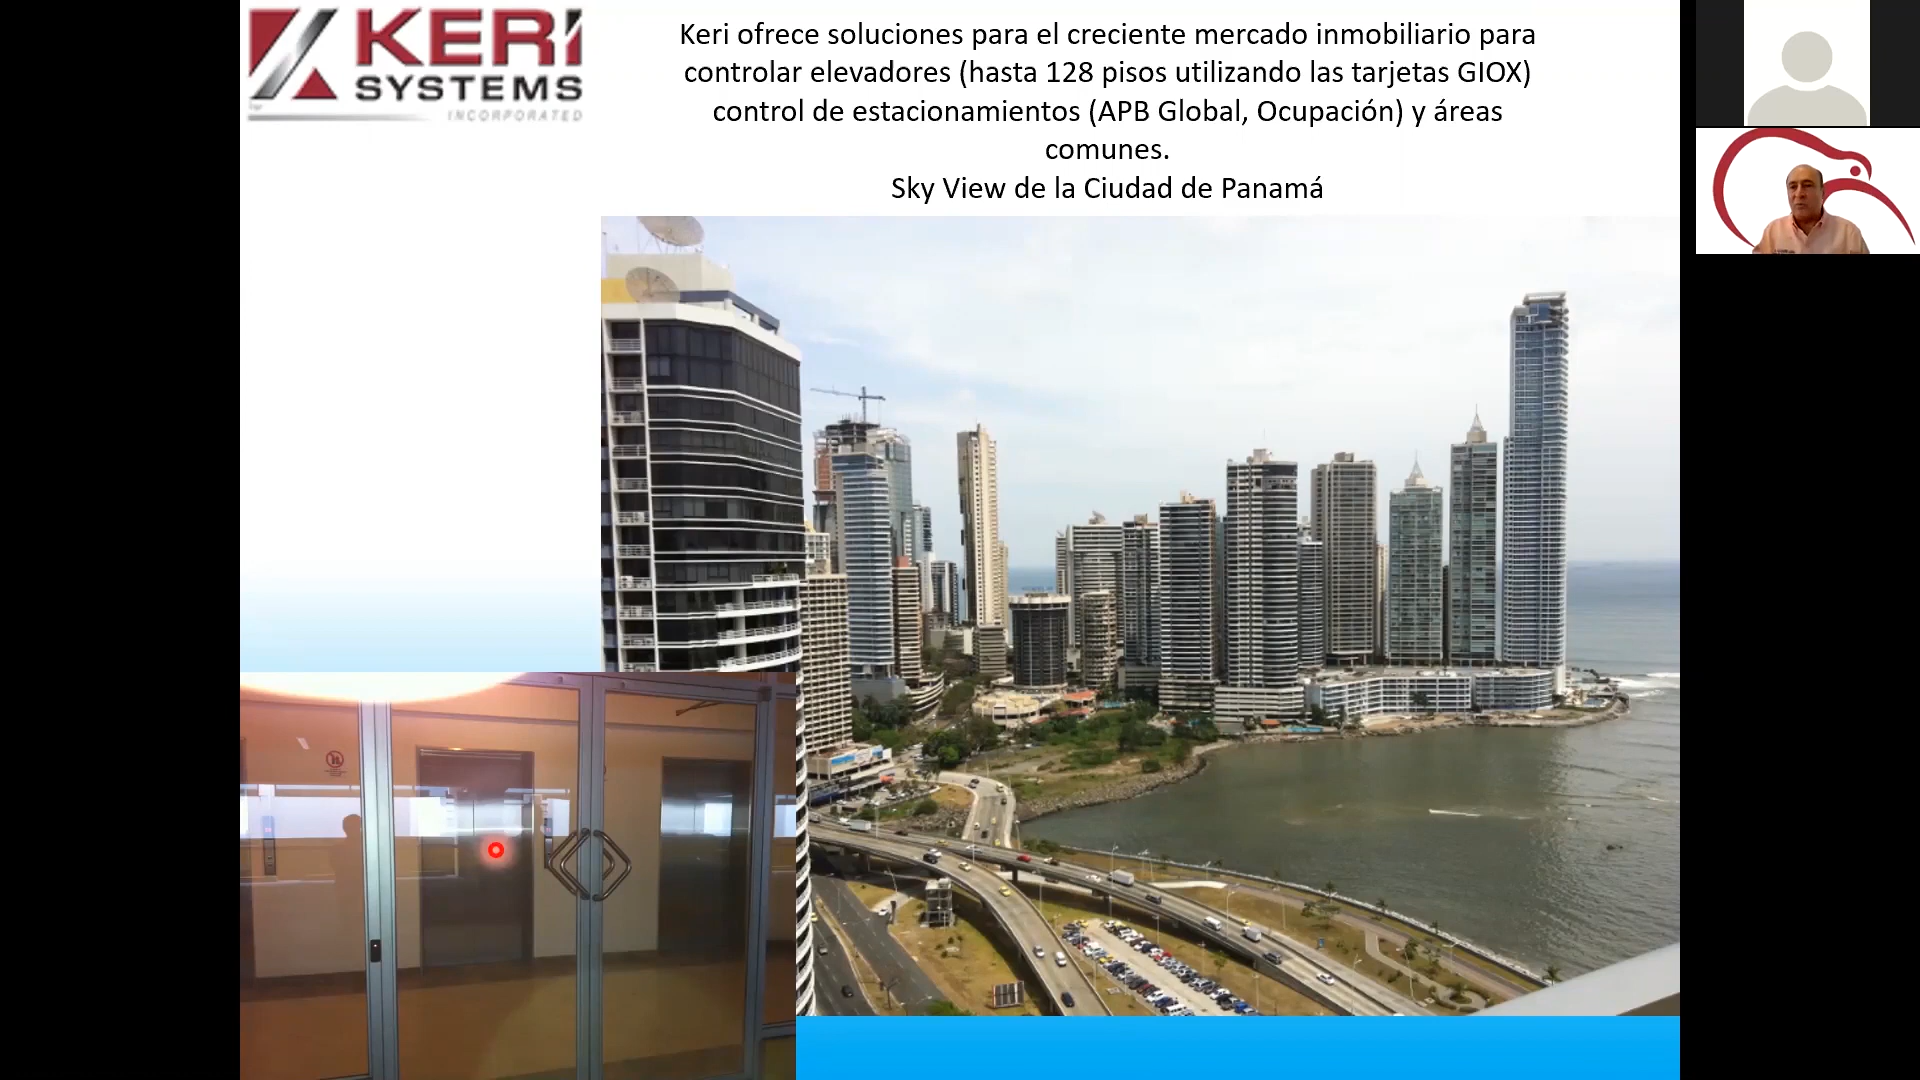 KERI
SYSTEMS
INCORPORATED
Keri ofrece soluciones para el creciente mercado inmobiliario para
controlar elevadores (hasta 128 pisos utilizando las tarjetas GIOX)
control de estacionamientos (APB Global, Ocupación) y áreas
comunes.
Sky View de la Ciudad de Panamá